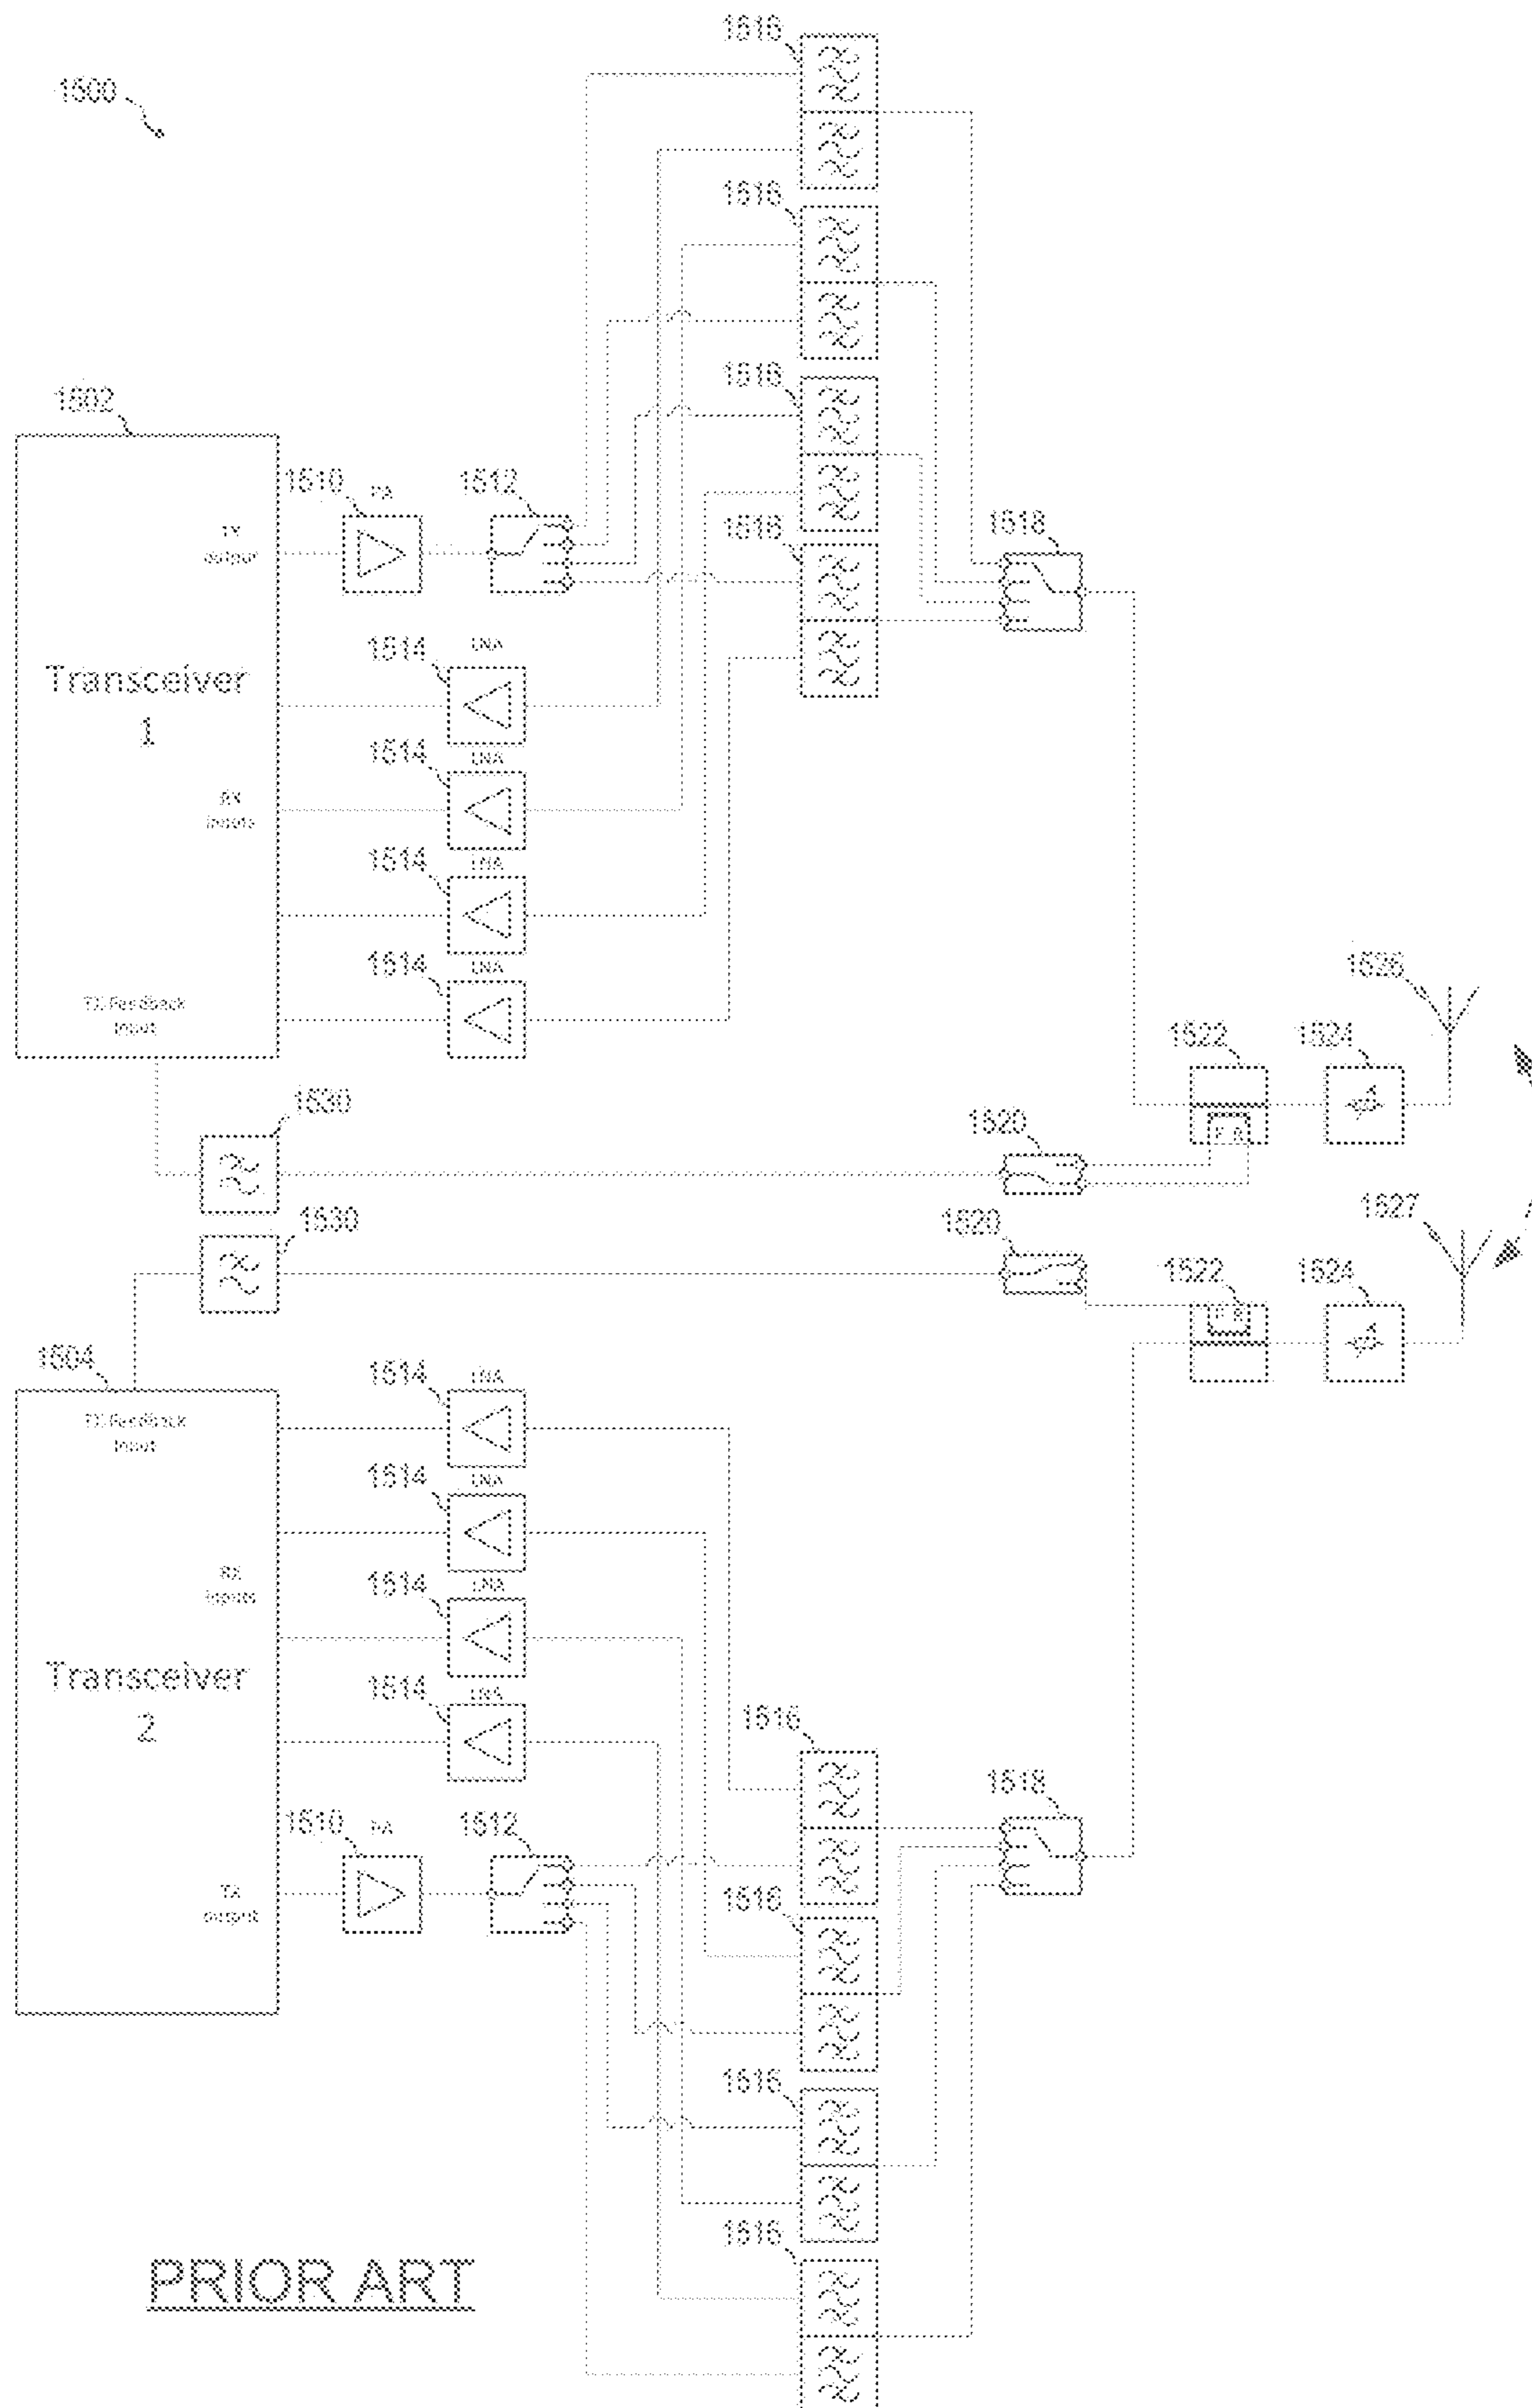 1516
1500
1516
1516
1502
1510
PA
1512
1516
1518
TX
output
LNA
1514
Transceiver
1
LNA
1514
RX
inputs
LNA
1514
LNA
1514
1526
TX Feedback
Input
1522
1524
1530
F R
1520
1527
1530
1520
1522
1524
F R
1504
LNA
1514
TX Feedback
Input
LNA
1514
RX
inputs
LNA
1514
Transceiver
2
LNA
1514
1516
1518
1510
PA
1512
TX
output
1516
1516
1516
PRIOR ART